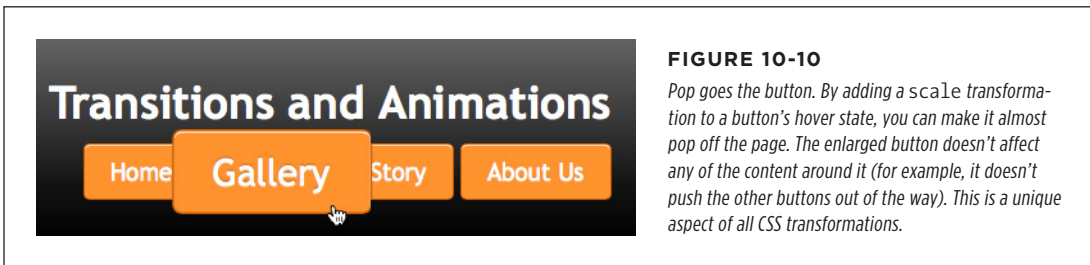 Transitions and Animations
Home
Gallery
Story
About Us
FIGURE 10-10
Pop goes the button. By adding a scale transforma-
tion to a button's hover state, you can make it almost
pop off the page. The enlarged button doesn't affect
any of the content around it (for example, it doesn't
push the other buttons out of the way). This is a unique
aspect of all CSS transformations.